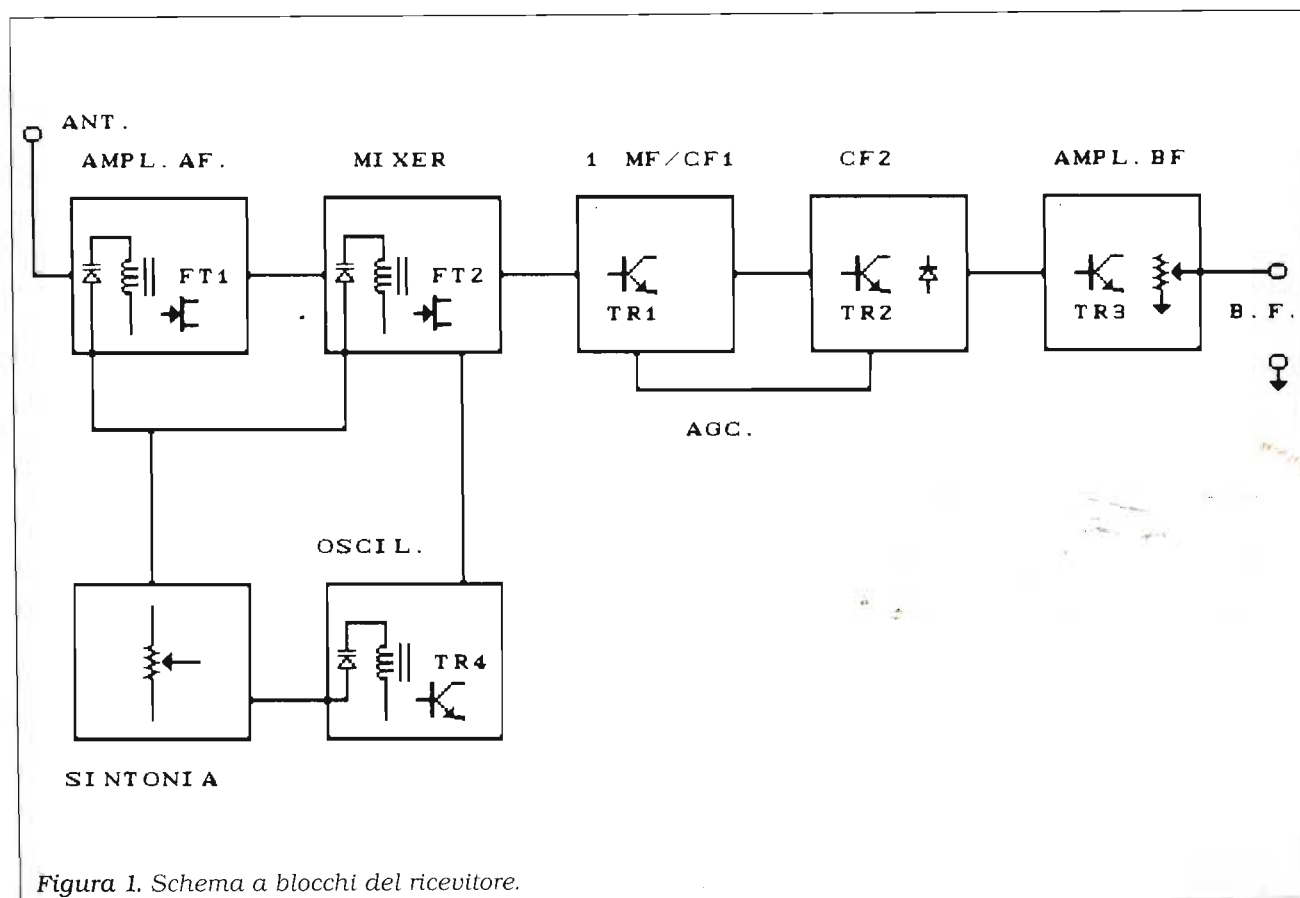 ANT.
AMPL. AF.
MIXER
1 MF/CF1
CF2
AMPL. BF
FT1
FT2
TR1
TR2
TR3
B.F.
AGC.
OSCIL.
TR4
SINTONIA
Figura 1. Schema a blocchi del ricevitore.